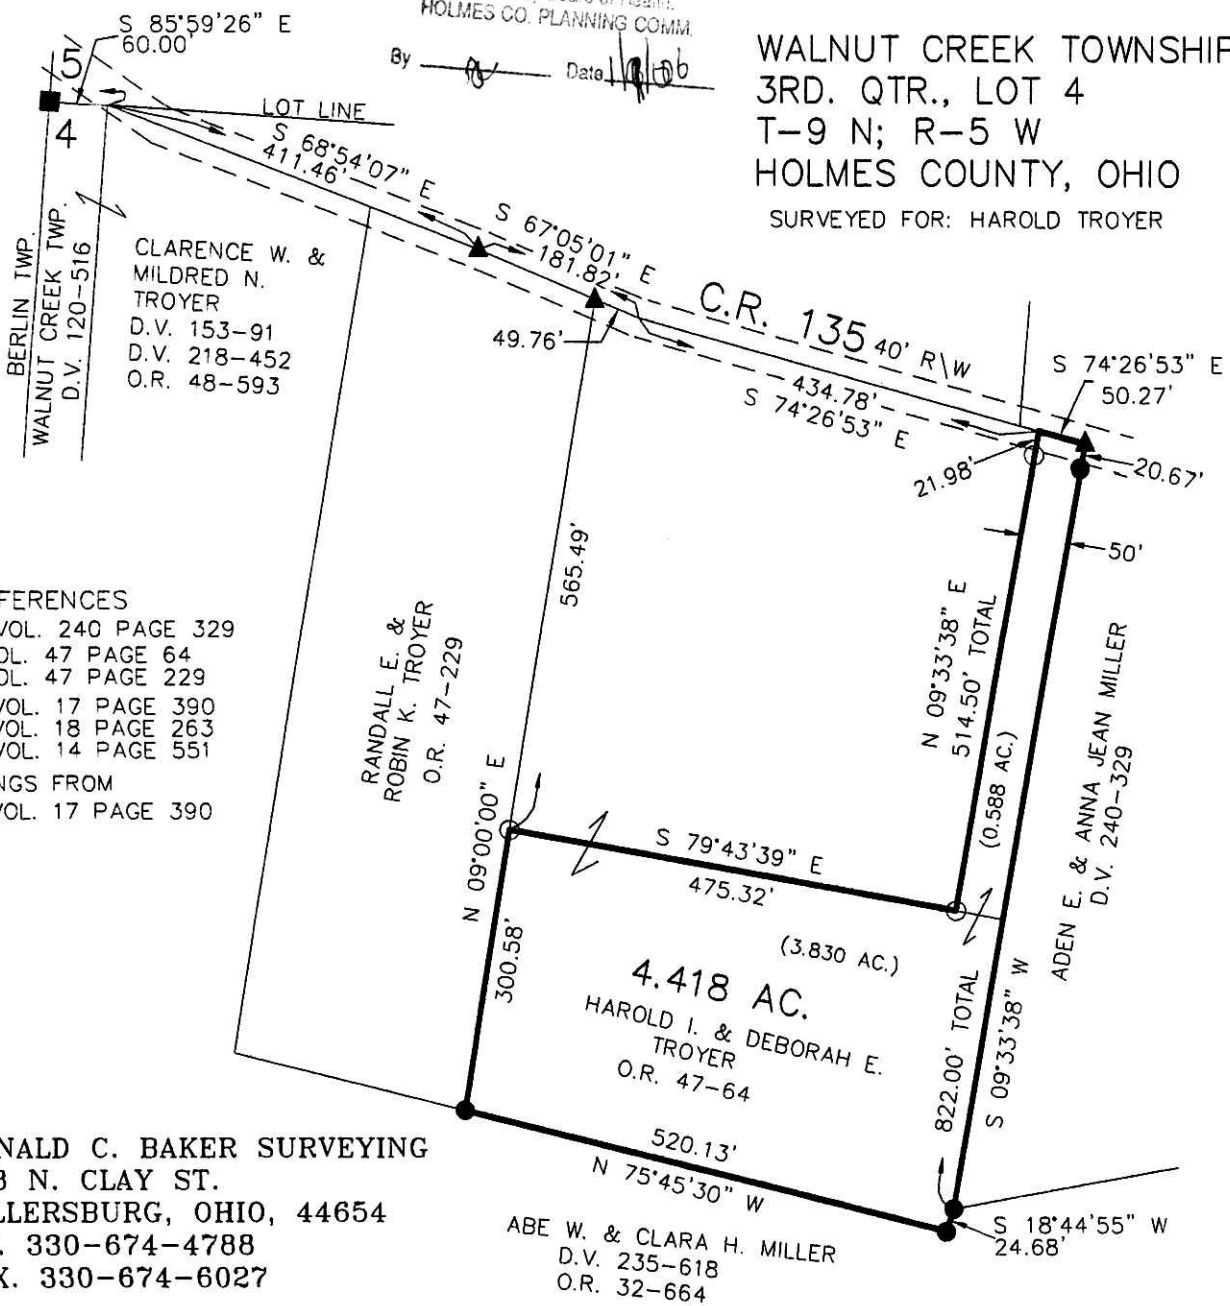 HOLMES CO. PLANNING COMM.
By
Date
WALNUT CREEK TOWNSHIP
3RD. QTR., LOT 4
T-9 N; R-5 W
HOLMES COUNTY, OHIO
SURVEYED FOR: HAROLD TROYER
S 85°59'26" E
60.00'
5
4
LOT LINE
S 68°54'07" E
411.46'
S 67°05'01" E
181.82'
C.R. 135
40' R\W
49.76'
434.78'
S 74°26'53" E
S 74°26'53" E
50.27'
21.98'
20.67'
50'
BERLIN TWP.
WALNUT CREEK TWP.
D.V. 120-516
CLARENCE W. &
MILDRED N.
TROYER
D.V. 153-91
D.V. 218-452
O.R. 48-593
FERENCES
VOL. 240 PAGE 329
OL. 47 PAGE 64
OL. 47 PAGE 229
VOL. 17 PAGE 390
VOL. 18 PAGE 263
VOL. 14 PAGE 551
NGS FROM
VOL. 17 PAGE 390
RANDALL E. &
ROBIN K. TROYER
O.R. 47-229
565.49'
N 09°00'00" E
300.58'
N 09°33'38" E
514.50' TOTAL
(0.588 AC.)
ADEN E. & ANNA JEAN MILLER
D.V. 240-329
S 79°43'39" E
475.32'
(3.830 AC.)
4.418 AC.
HAROLD I. & DEBORAH E.
TROYER
O.R. 47-64
822.00' TOTAL
S 09°33'38" W
520.13'
N 75°45'30" W
S 18°44'55" W
24.68'
ABE W. & CLARA H. MILLER
D.V. 235-618
O.R. 32-664
NALD C. BAKER SURVEYING
3 N. CLAY ST.
LLERSBURG, OHIO, 44654
. 330-674-4788
X. 330-674-6027